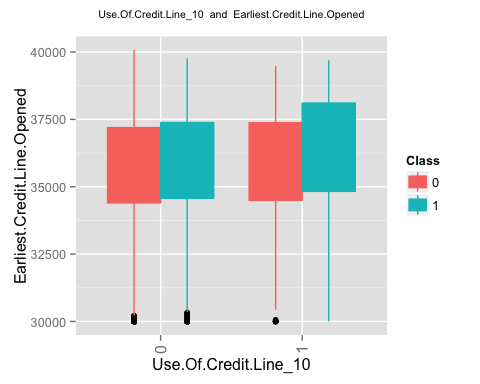 Use.Of.Credit.Line_10 and Earliest.Credit.Line.Opened
40000
37500
35000
32500
30000
Earliest.Credit.Line.Opened
0
1
Use.Of.Credit.Line_10
Class
0
1